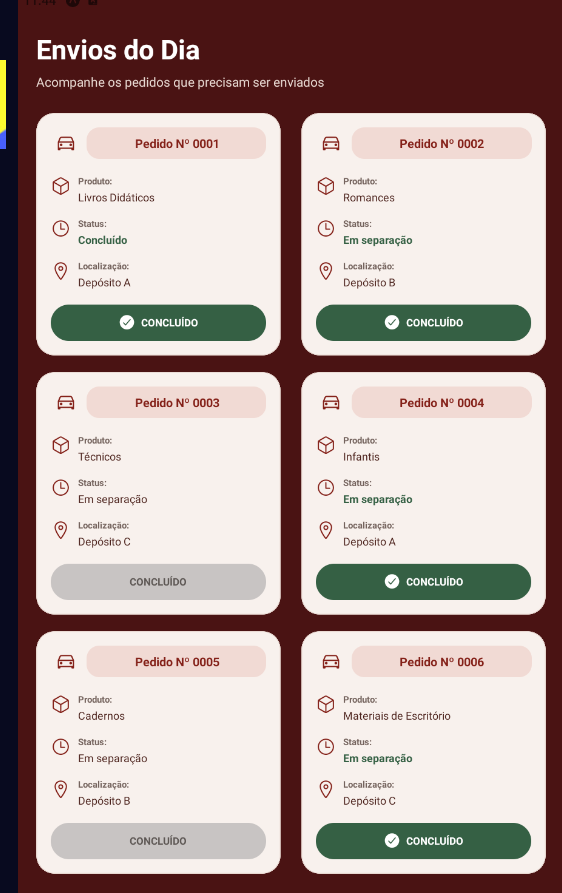 11:44
Envios do Dia
Acompanhe os pedidos que precisam ser enviados
Pedido Nº 0001
Produto:
Livros Didáticos
Status:
Concluído
Localização:
Depósito A
CONCLUÍDO
Pedido Nº 0002
Produto:
Romances
Status:
Em separação
Localização:
Depósito B
CONCLUÍDO
Pedido Nº 0003
Produto:
Técnicos
Status:
Em separação
Localização:
Depósito C
CONCLUÍDO
Pedido Nº 0004
Produto:
Infantis
Status:
Em separação
Localização:
Depósito A
CONCLUÍDO
Pedido Nº 0005
Produto:
Cadernos
Status:
Em separação
Localização:
Depósito B
CONCLUÍDO
Pedido Nº 0006
Produto:
Materiais de Escritório
Status:
Em separação
Localização:
Depósito C
CONCLUÍDO